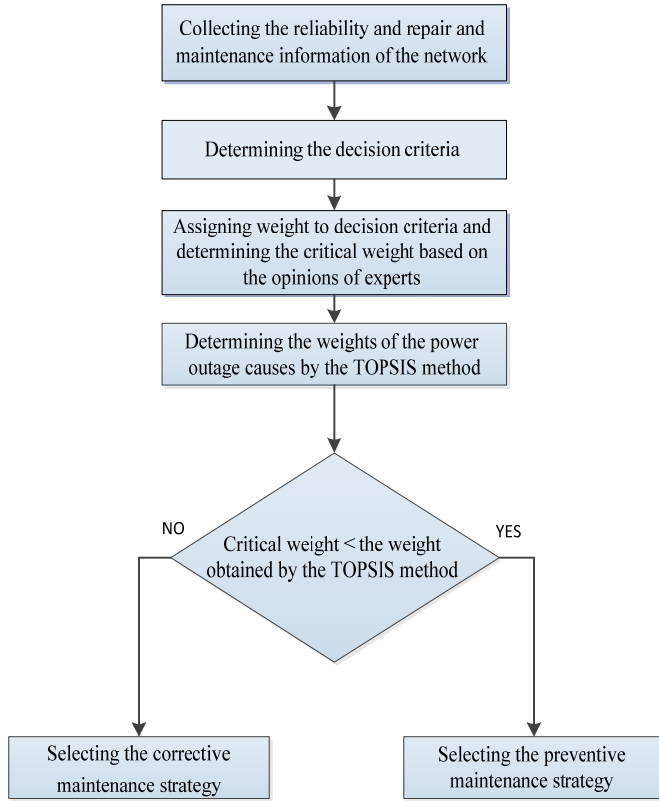 Collecting the reliability and repair and
maintenance information of the network
Determining the decision criteria
Assigning weight to decision criteria and
determining the critical weight based on
the opinions of experts
Determining the weights of the power
outage causes by the TOPSIS method
NO
YES
Critical weight < the weight
obtained by the TOPSIS method
Selecting the corrective
maintenance strategy
Selecting the preventive
maintenance strategy